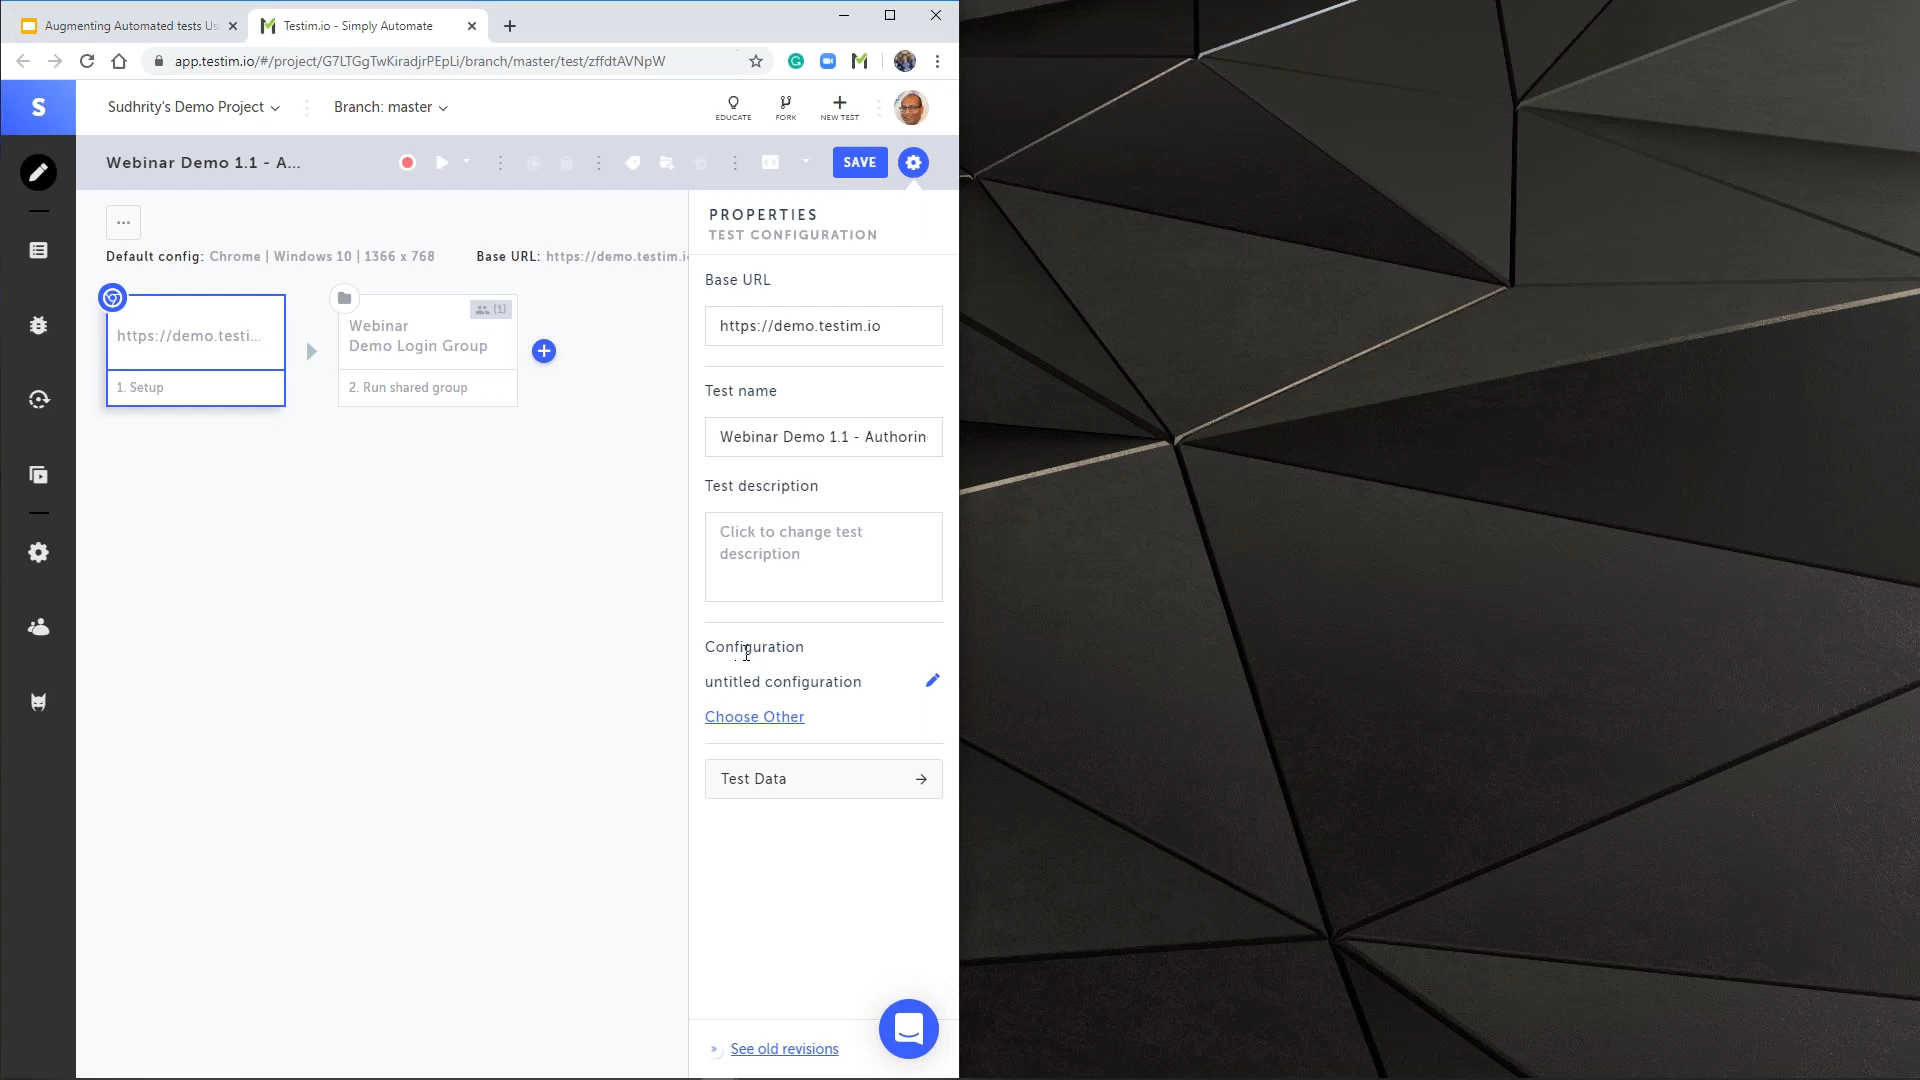 Augmenting Automated tests Us
Testim.io - Simply Automate
app.testim.io/#/project/G7LTGgTwKiradjrPEpLi/branch/master/test/zffdtAVNpW
S
Sudhrity's Demo Project
Branch: master
EDUCATE
FORK
NEW TEST
Webinar Demo 1.1 - A...
SAVE
...
Default config: Chrome | Windows 10 | 1366 x 768
Base URL: https://demo.testim.i
https://demo.testi...
1. Setup
(1)
Webinar
Demo Login Group
2. Run shared group
PROPERTIES
TEST CONFIGURATION
Base URL
https://demo.testim.io
Test name
Webinar Demo 1.1 - Authorin
Test description
Click to change test
description
Configuration
untitled configuration
Choose Other
Test Data
See old revisions